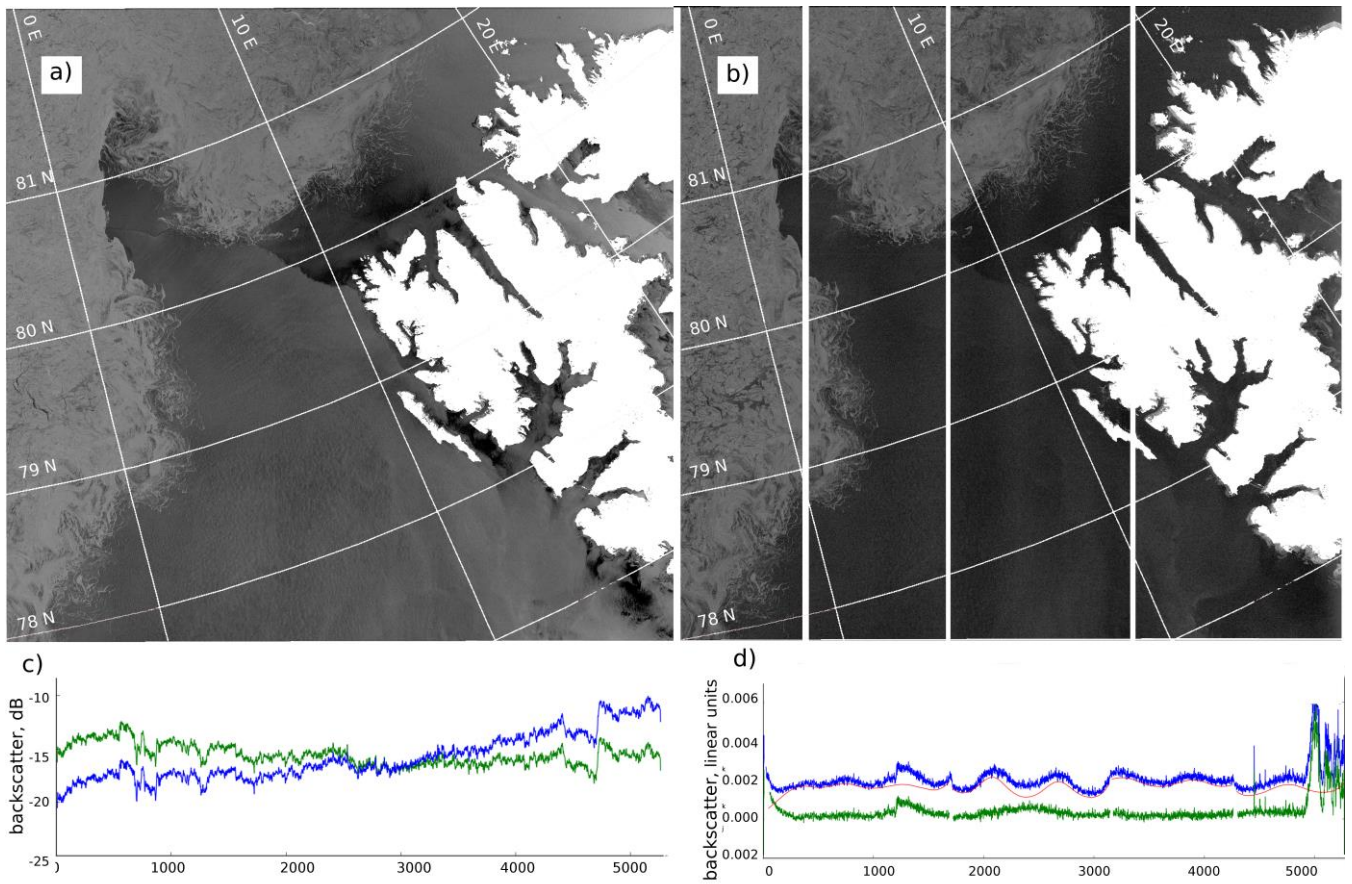 0 E
10 E
20 E
a)
81 N
80 N
79 N
78 N
0 E
10 E
20 E
b)
81 N
80 N
79 N
78 N
c)
backscatter, dB
-10
-15
-20
-25
0
1000
2000
3000
4000
5000
d)
backscatter, linear units
0.006
0.004
0.002
0.000
0.002
0
1000
2000
3000
4000
5000